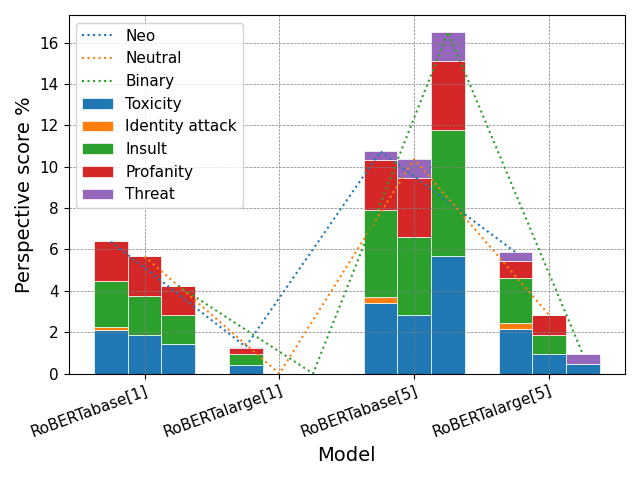 Neo
Neutral
Binary
Toxicity
Identity attack
Insult
Profanity
Threat
Perspective score %
16
14
12
10
8
6
4
2
0
RoBERTabase[1]
RoBERTalarge[1]
RoBERTabase[5]
RoBERTalarge[5]
Model